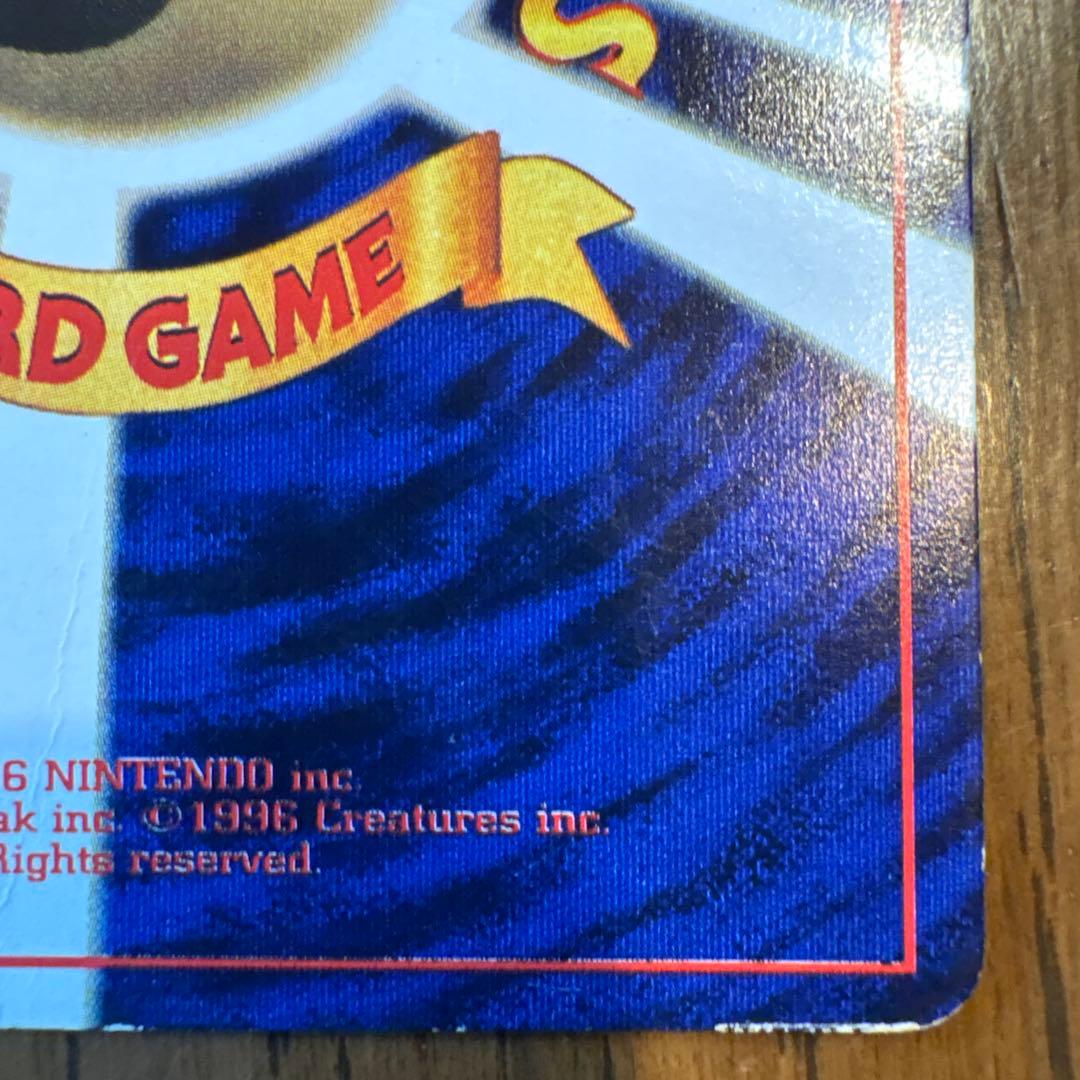 S
RD GAME
6 NINTENDO inc.
ak inc. ©1996 Creatures inc.
Rights reserved.